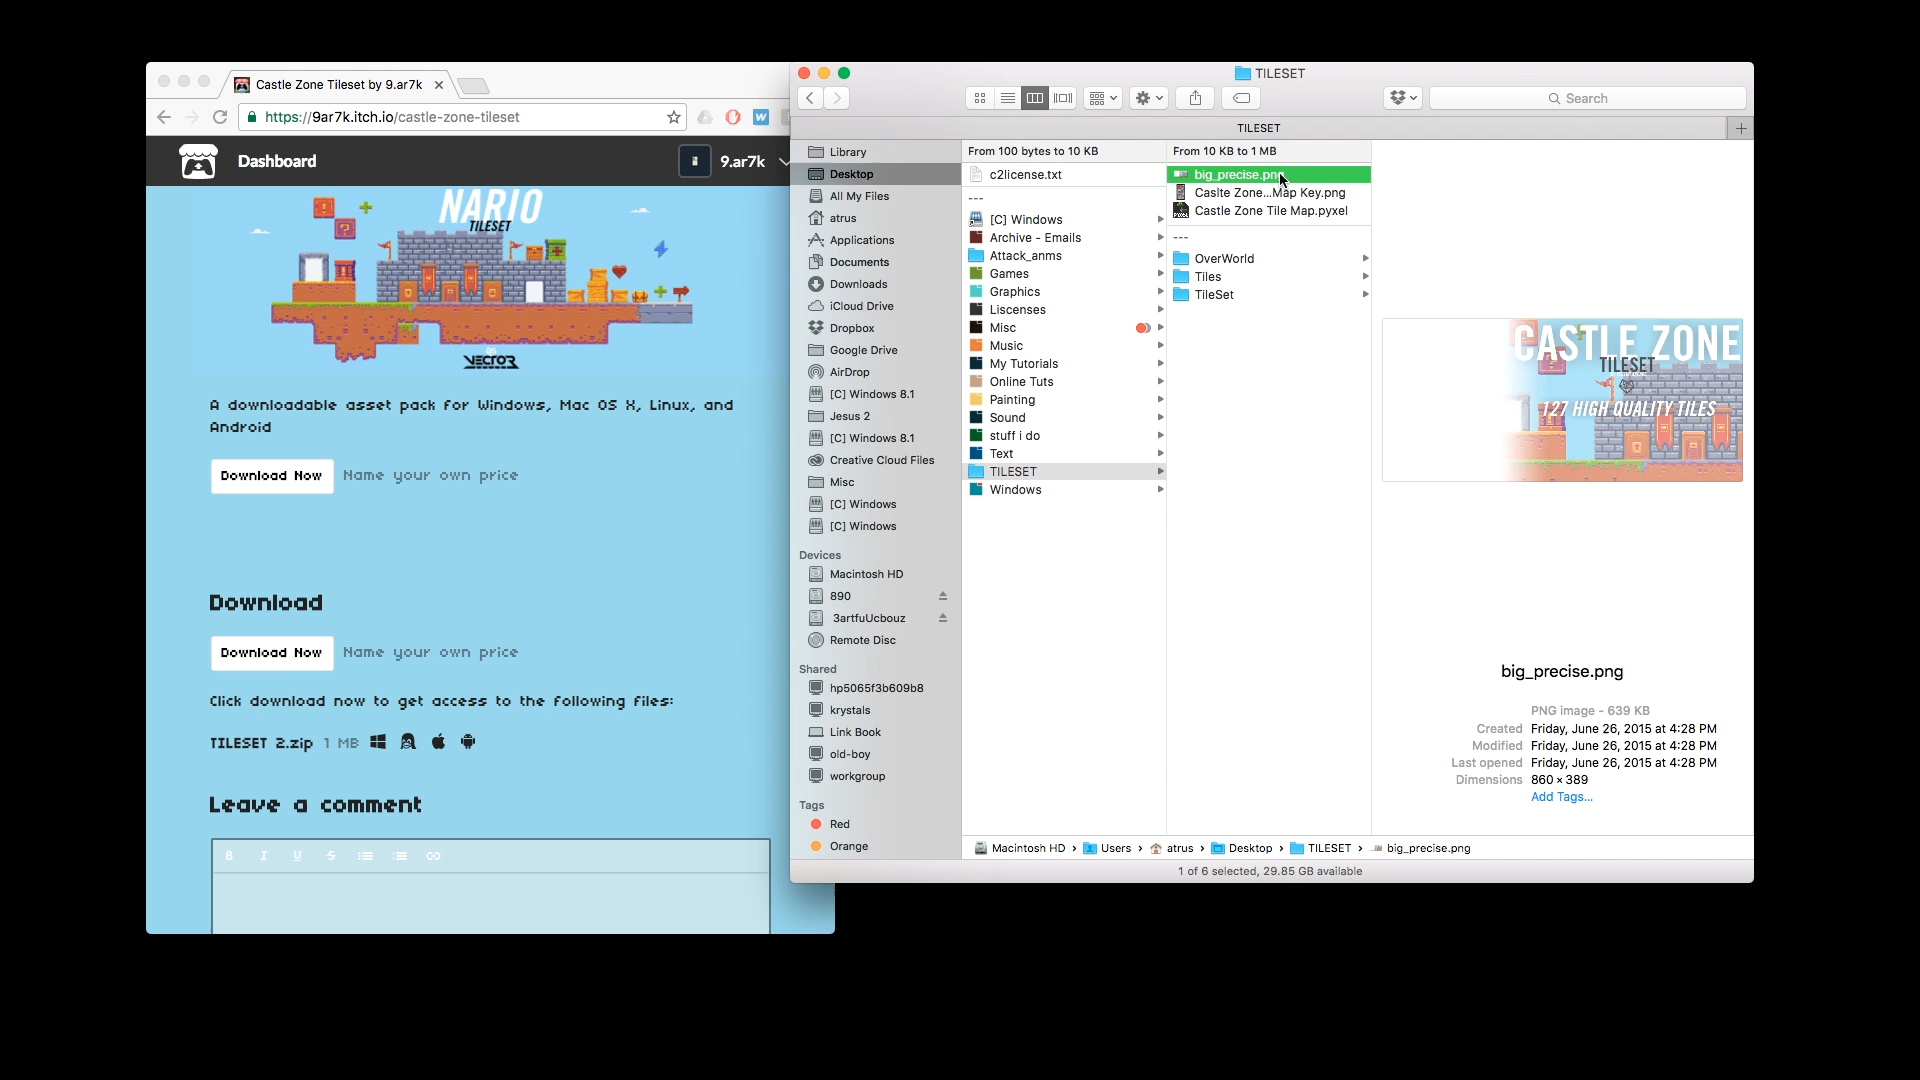 Castle Zone Tileset by 9.ar7k
https://9ar7k.itch.io/castle-zone-tileset
Dashboard
9.ar7k
NARIO
TILESET
VECTOR
A downloadable asset pack for Windows, Mac OS X, Linux, and
Android
Download Now Name your own price
Download
Download Now Name your own price
Click download now to get access to the following files:
TILESET 2.zip 1 MB
Leave a comment
B I U S
TILESET
Search
TILESET
Library
Desktop
All My Files
atrus
Applications
Documents
Downloads
iCloud Drive
Dropbox
Google Drive
AirDrop
[C] Windows 8.1
Jesus 2
[C] Windows 8.1
Creative Cloud Files
Misc
[C] Windows
[C] Windows
Devices
Macintosh HD
890
3artfuUcbouz
Remote Disc
Shared
hp5065f3b609b8
krystals
Link Book
old-boy
workgroup
Tags
Red
Orange
From 100 bytes to 10 KB
c2license.txt
---
[C] Windows
Archive - Emails
Attack_anms
Games
Graphics
Liscenses
Misc
Music
My Tutorials
Online Tuts
Painting
Sound
stuff i do
Text
TILESET
Windows
From 10 KB to 1 MB
big_precise.png
Caslte Zone...Map Key.png
Castle Zone Tile Map.pyxel
---
OverWorld
Tiles
TileSet
CASTLE ZONE
TILESET
127 HIGH QUALITY TILES
big_precise.png
PNG image - 639 KB
Created Friday, June 26, 2015 at 4:28 PM
Modified Friday, June 26, 2015 at 4:28 PM
Last opened Friday, June 26, 2015 at 4:28 PM
Dimensions 860 × 389
Add Tags...
Macintosh HD › Users › atrus › Desktop › TILESET › big_precise.png
1 of 6 selected, 29.85 GB available